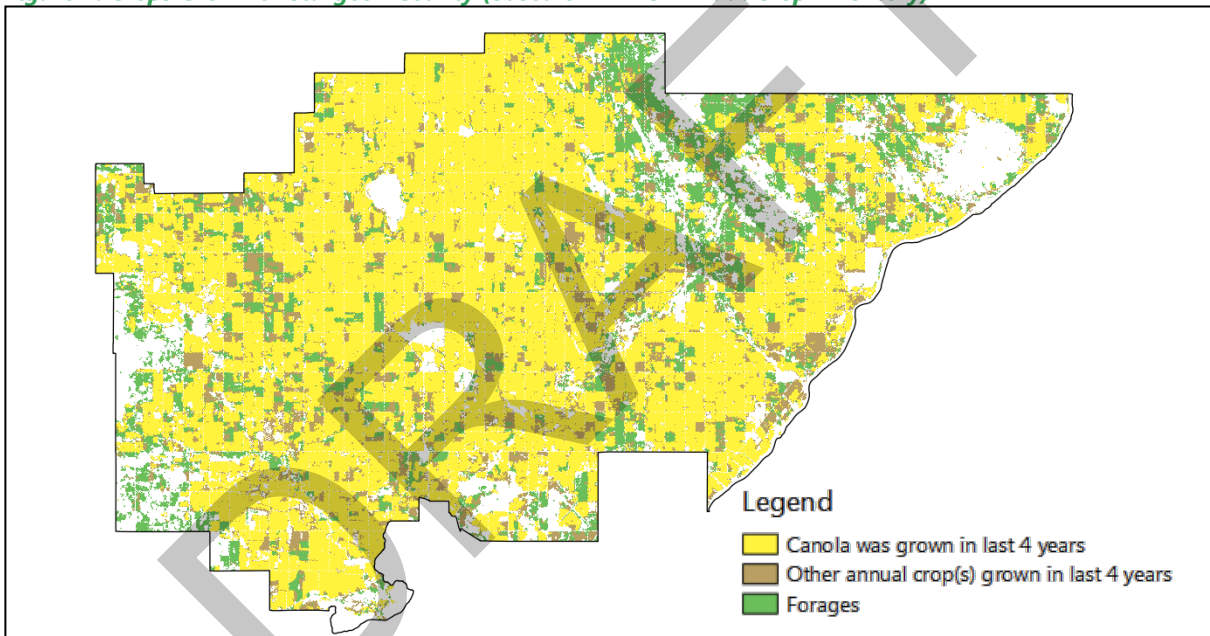 DRAFT
Legend
Canola was grown in last 4 years
Other annual crop(s) grown in last 4 years
Forages